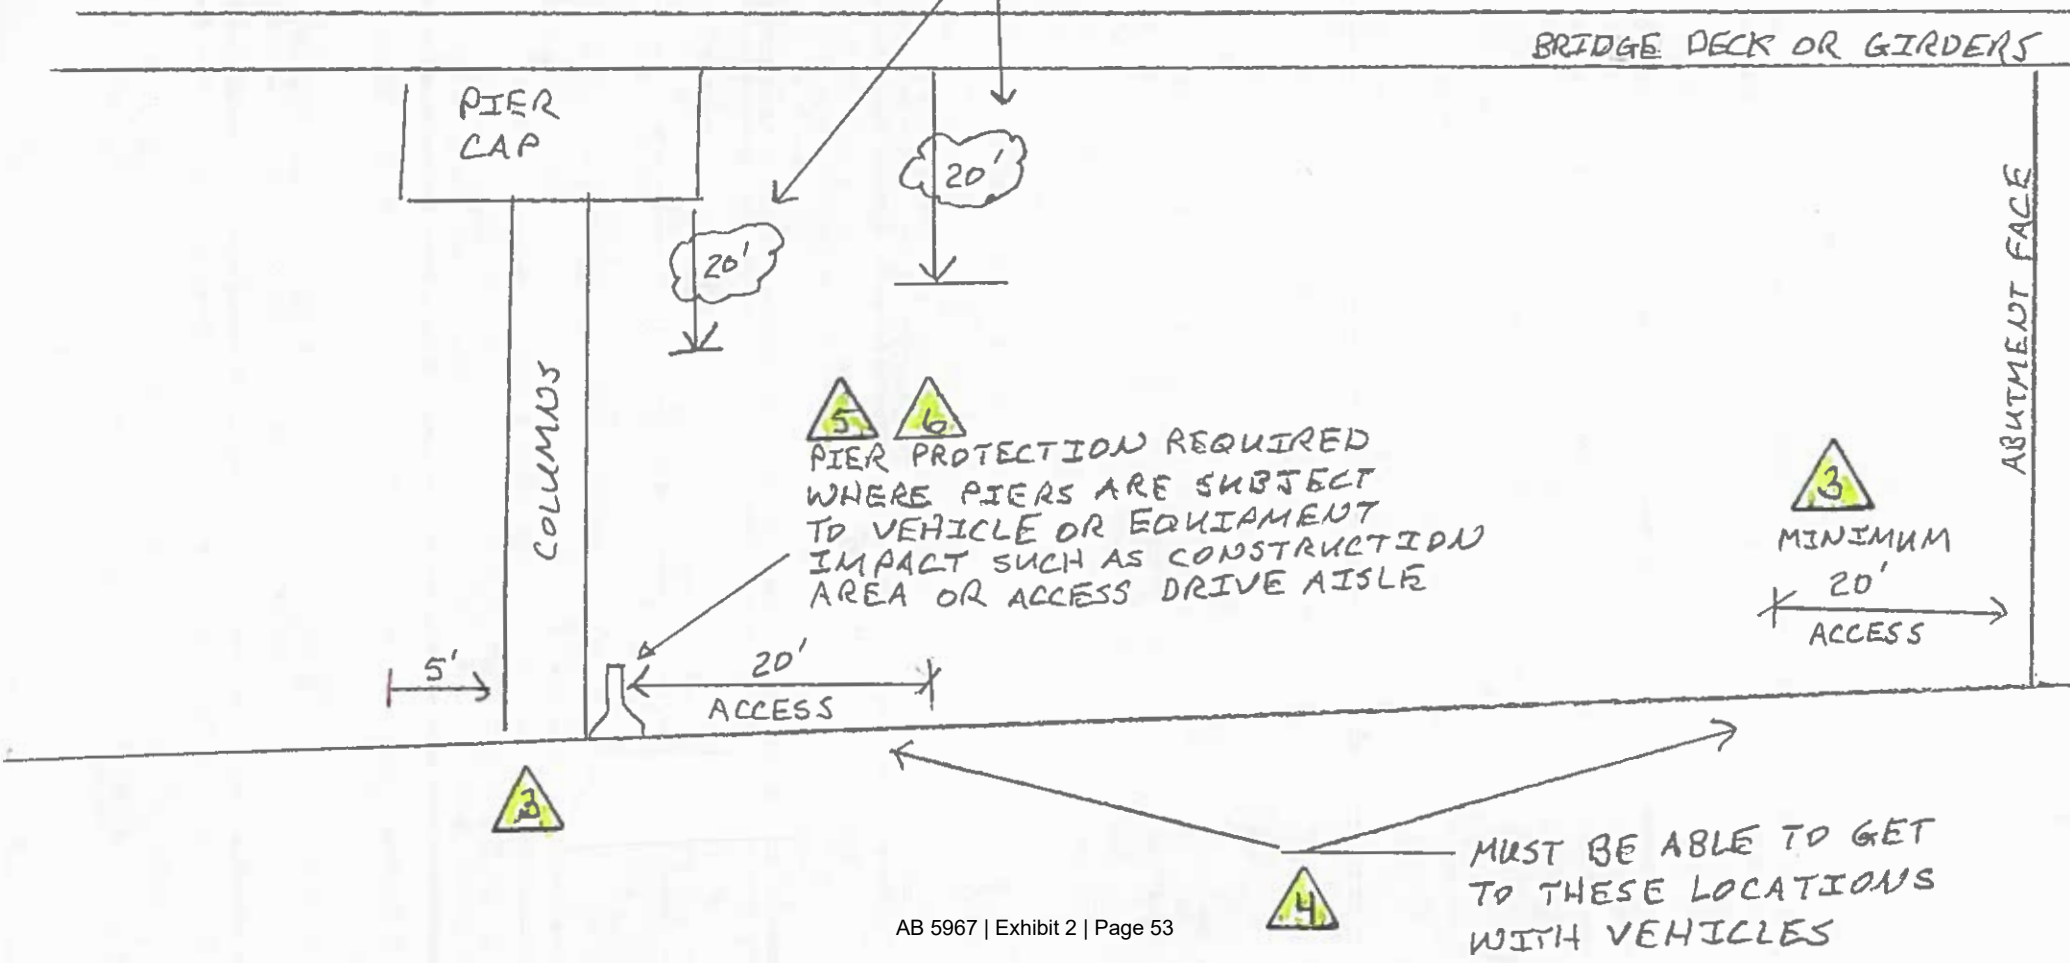 BRIDGE DECK OR GIRDERS
PIER
CAP
20'
20'
COLUMNS
ABUTMENT FACE
5
6
PIER PROTECTION REQUIRED
WHERE PIERS ARE SUBJECT
TO VEHICLE OR EQUIPMENT
IMPACT SUCH AS CONSTRUCTION
AREA OR ACCESS DRIVE AISLE
3
MINIMUM
20'
ACCESS
5'
20'
ACCESS
3
4
MUST BE ABLE TO GET
TO THESE LOCATIONS
WITH VEHICLES
AB 5967 | Exhibit 2 | Page 53